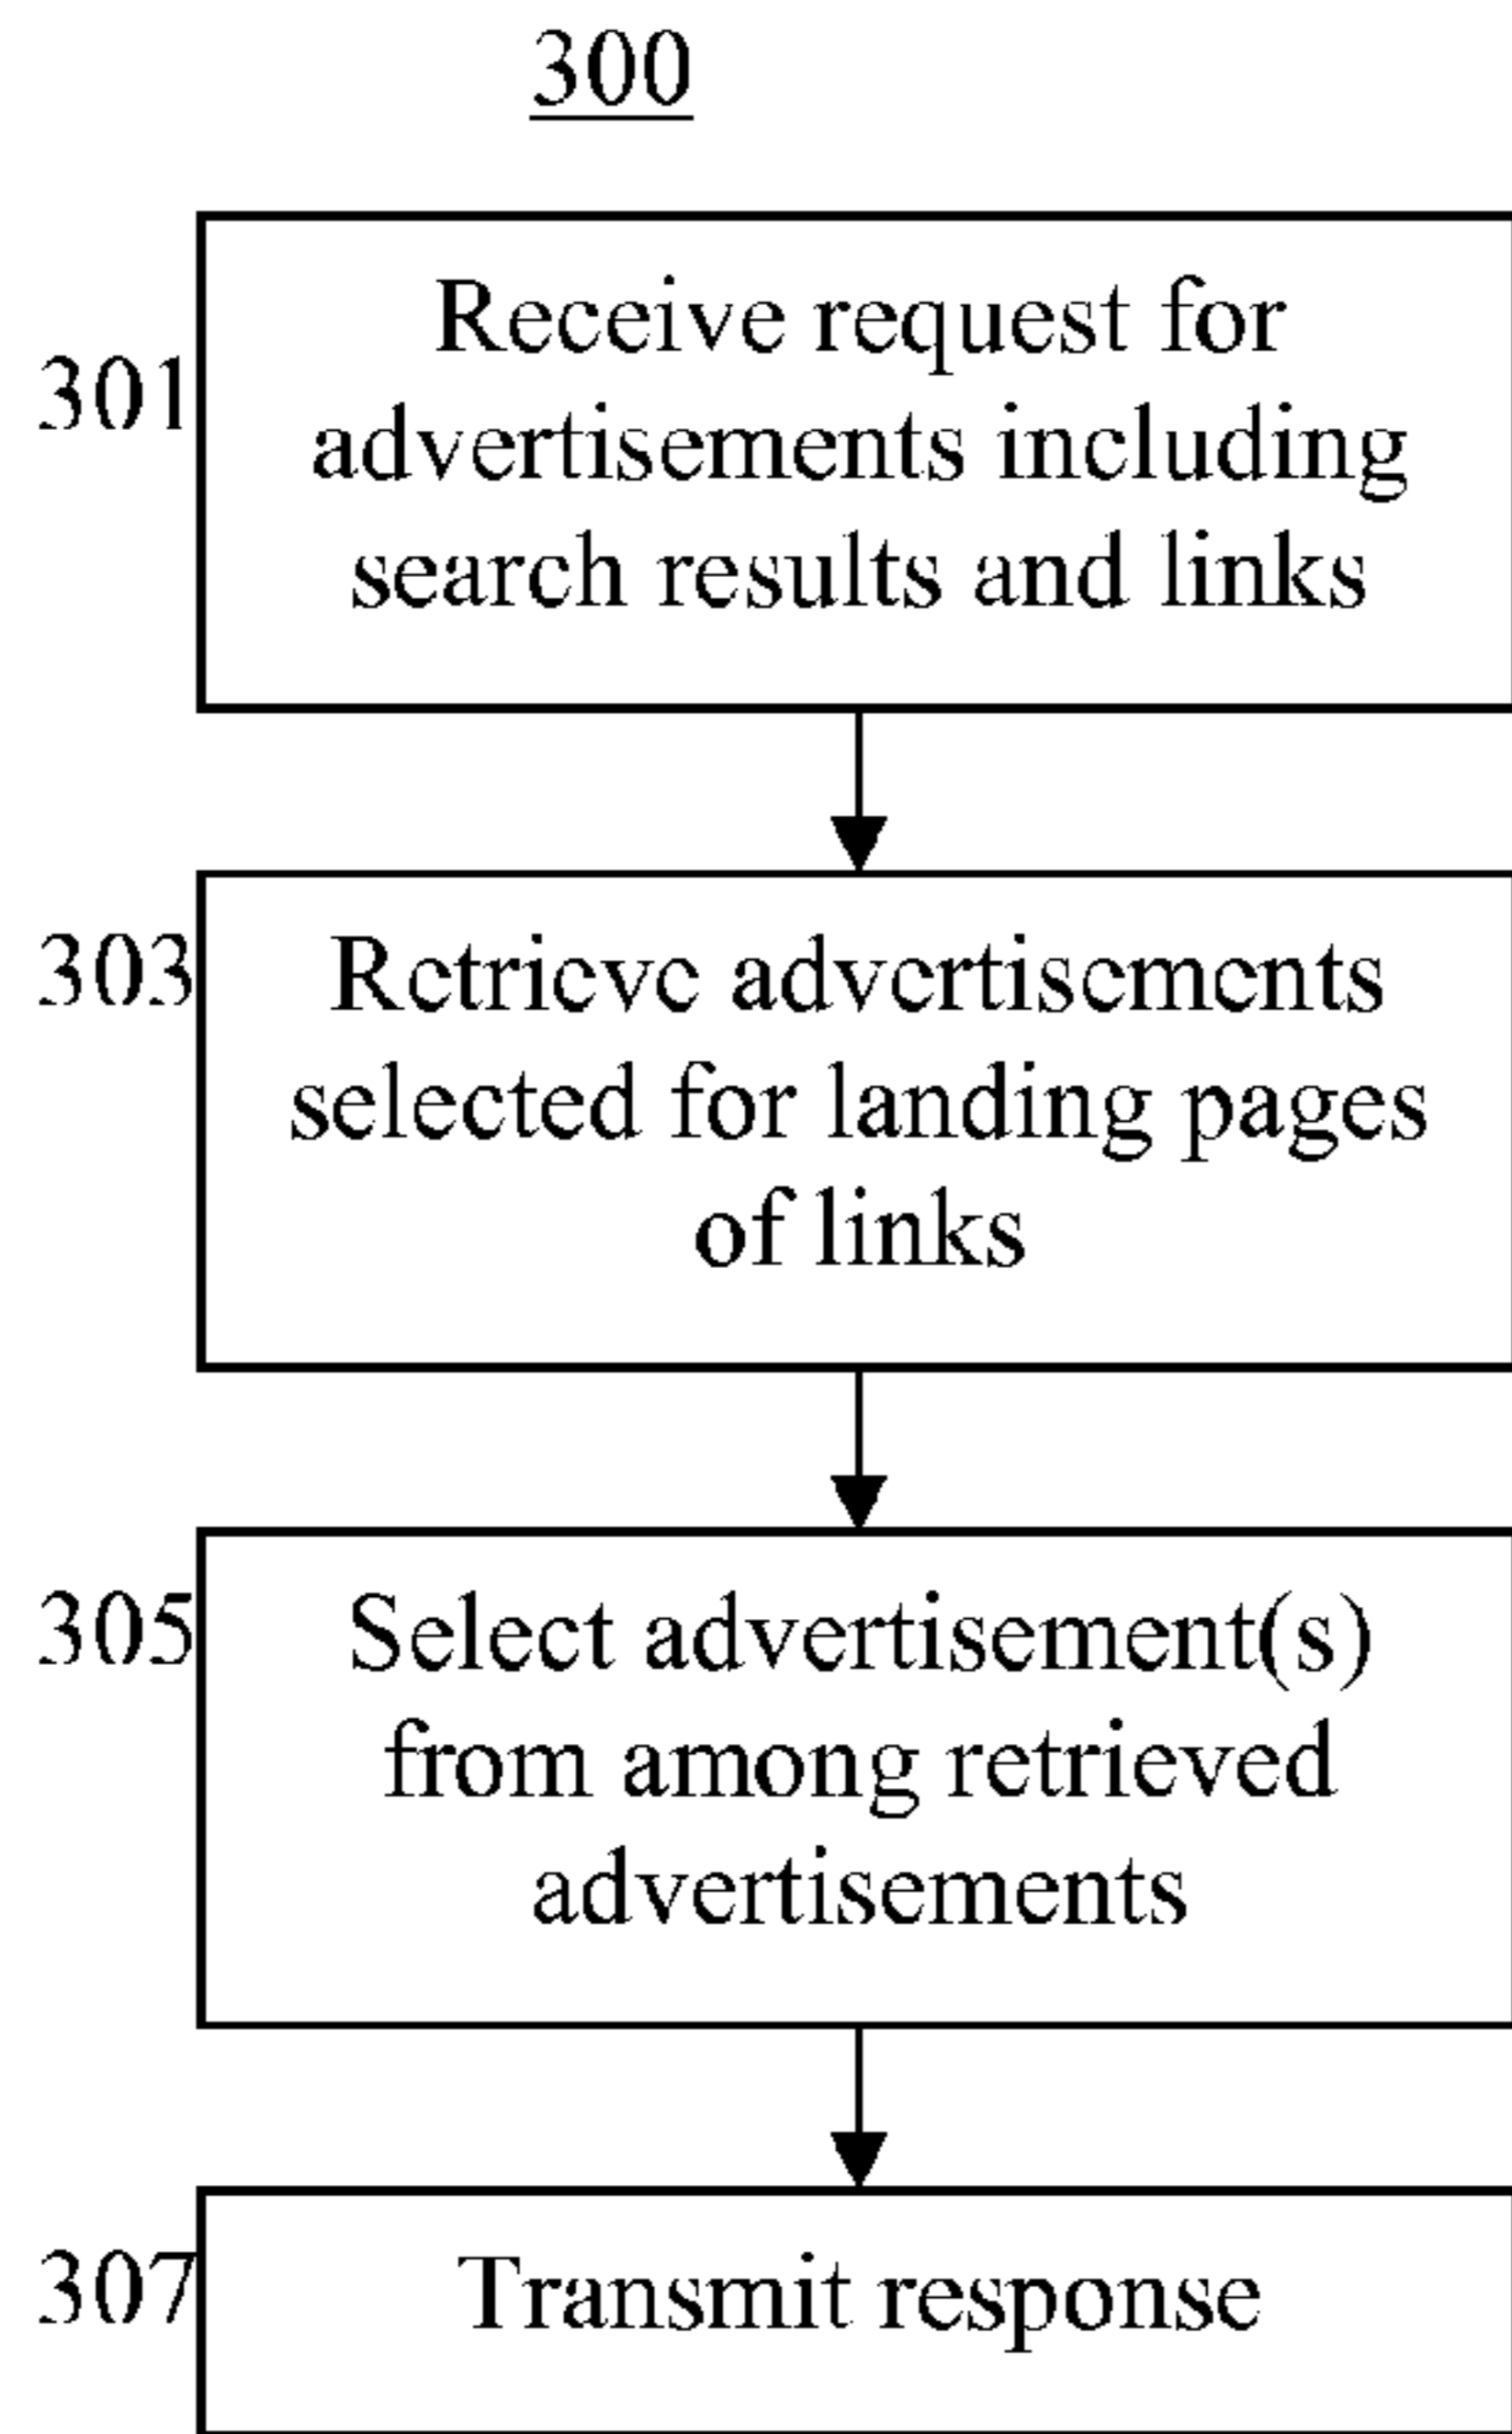 300
301
Receive request for
advertisements including
search results and links
303
Retrieve advertisements
selected for landing pages
of links
305
Select advertisement(s)
from among retrieved
advertisements
307
Transmit response